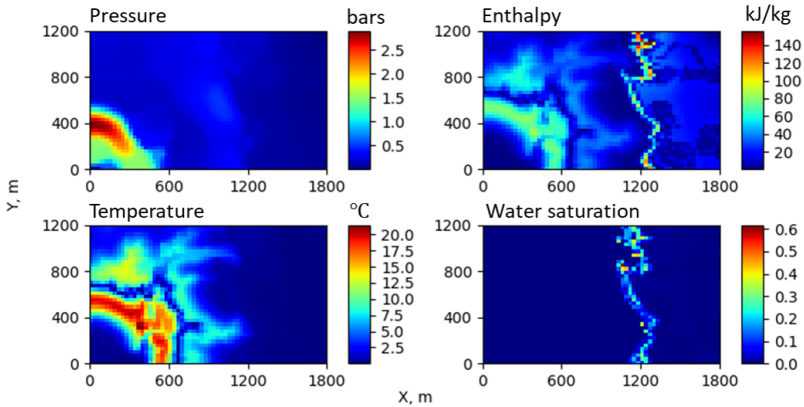 Pressure bars Enthalpy kJ/kg
1200 1200
2.5 140
800 2.0 800 120
1.5 100
400 1.0 400 80
60
0.5 40
0 0 20
0 600 1200 1800 0 600 1200 1800
Y, m
Temperature °C Water saturation
1200 1200
20.0 0.6
17.5 0.5
800 15.0 800 0.4
12.5
10.0 0.3
400 7.5 400 0.2
5.0 0.1
2.5
0 0 0.0
0 600 1200 1800 0 600 1200 1800
X, m